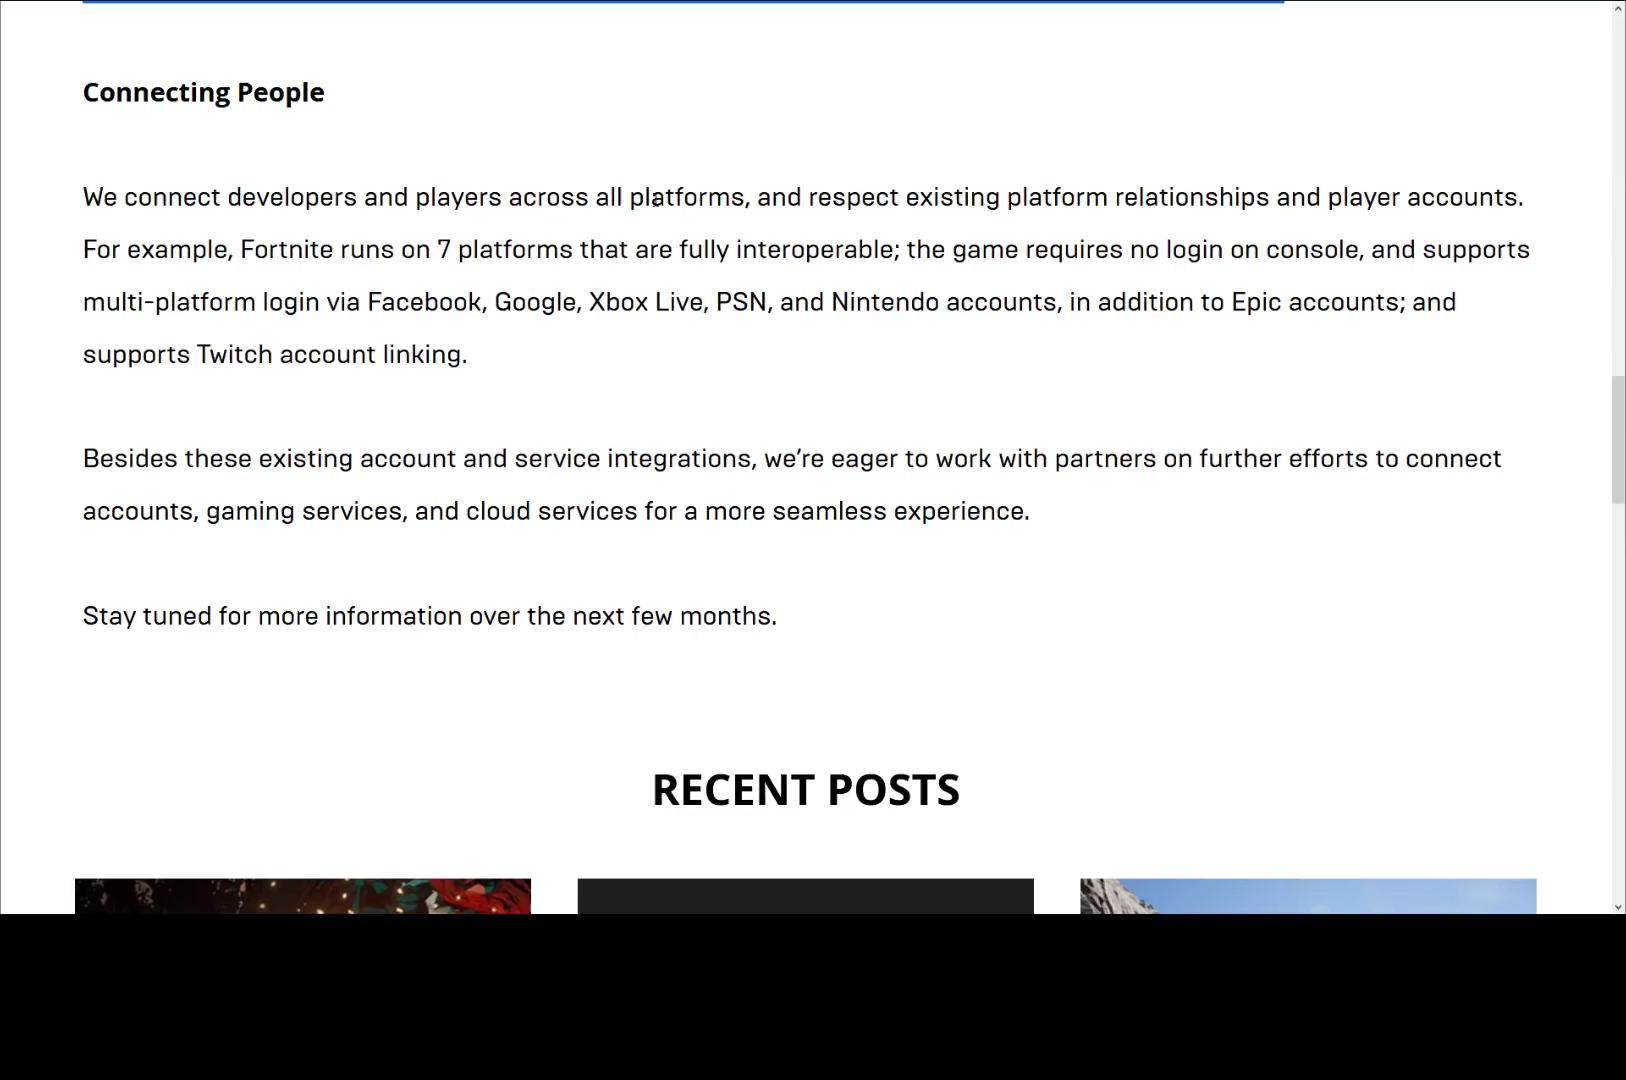 Connecting People
We connect developers and players across all platforms, and respect existing platform relationships and player accounts.
For example, Fortnite runs on 7 platforms that are fully interoperable; the game requires no login on console, and supports
multi-platform login via Facebook, Google, Xbox Live, PSN, and Nintendo accounts, in addition to Epic accounts; and
supports Twitch account linking.
Besides these existing account and service integrations, we’re eager to work with partners on further efforts to connect
accounts, gaming services, and cloud services for a more seamless experience.
Stay tuned for more information over the next few months.
RECENT POSTS